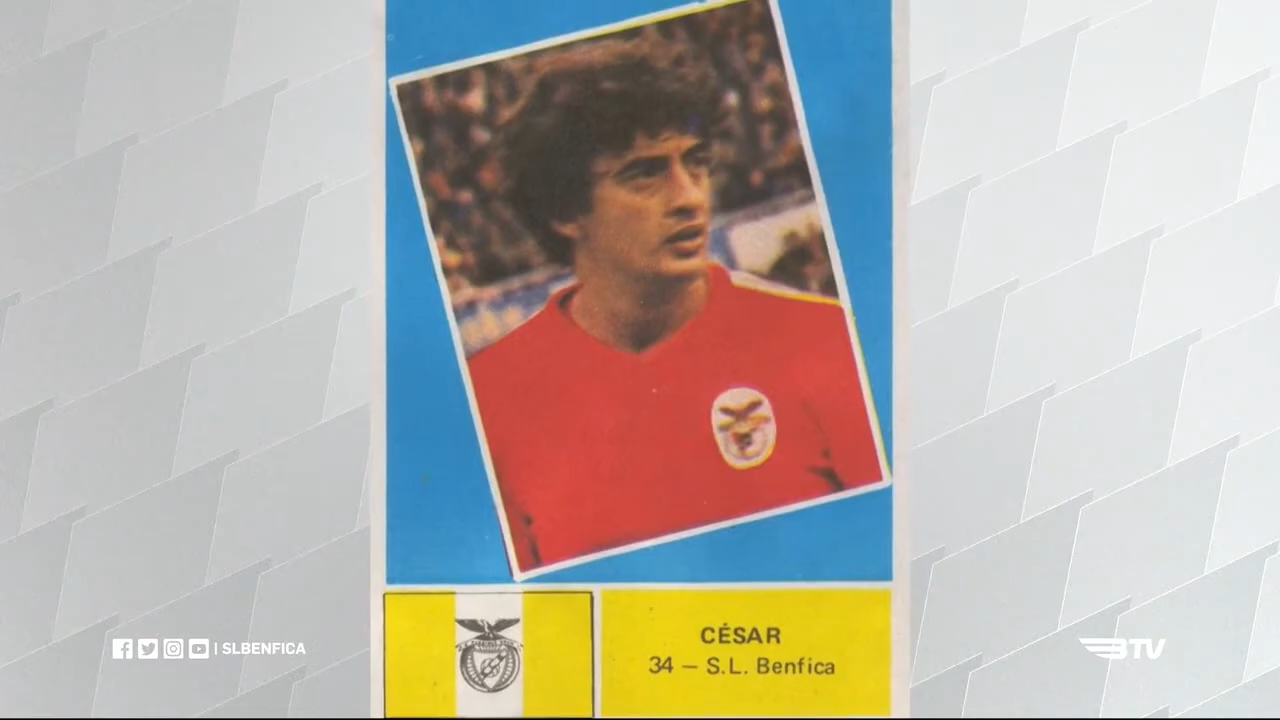 CÉSAR
34 — S.L. Benfica
| SLBENFICA
BTV